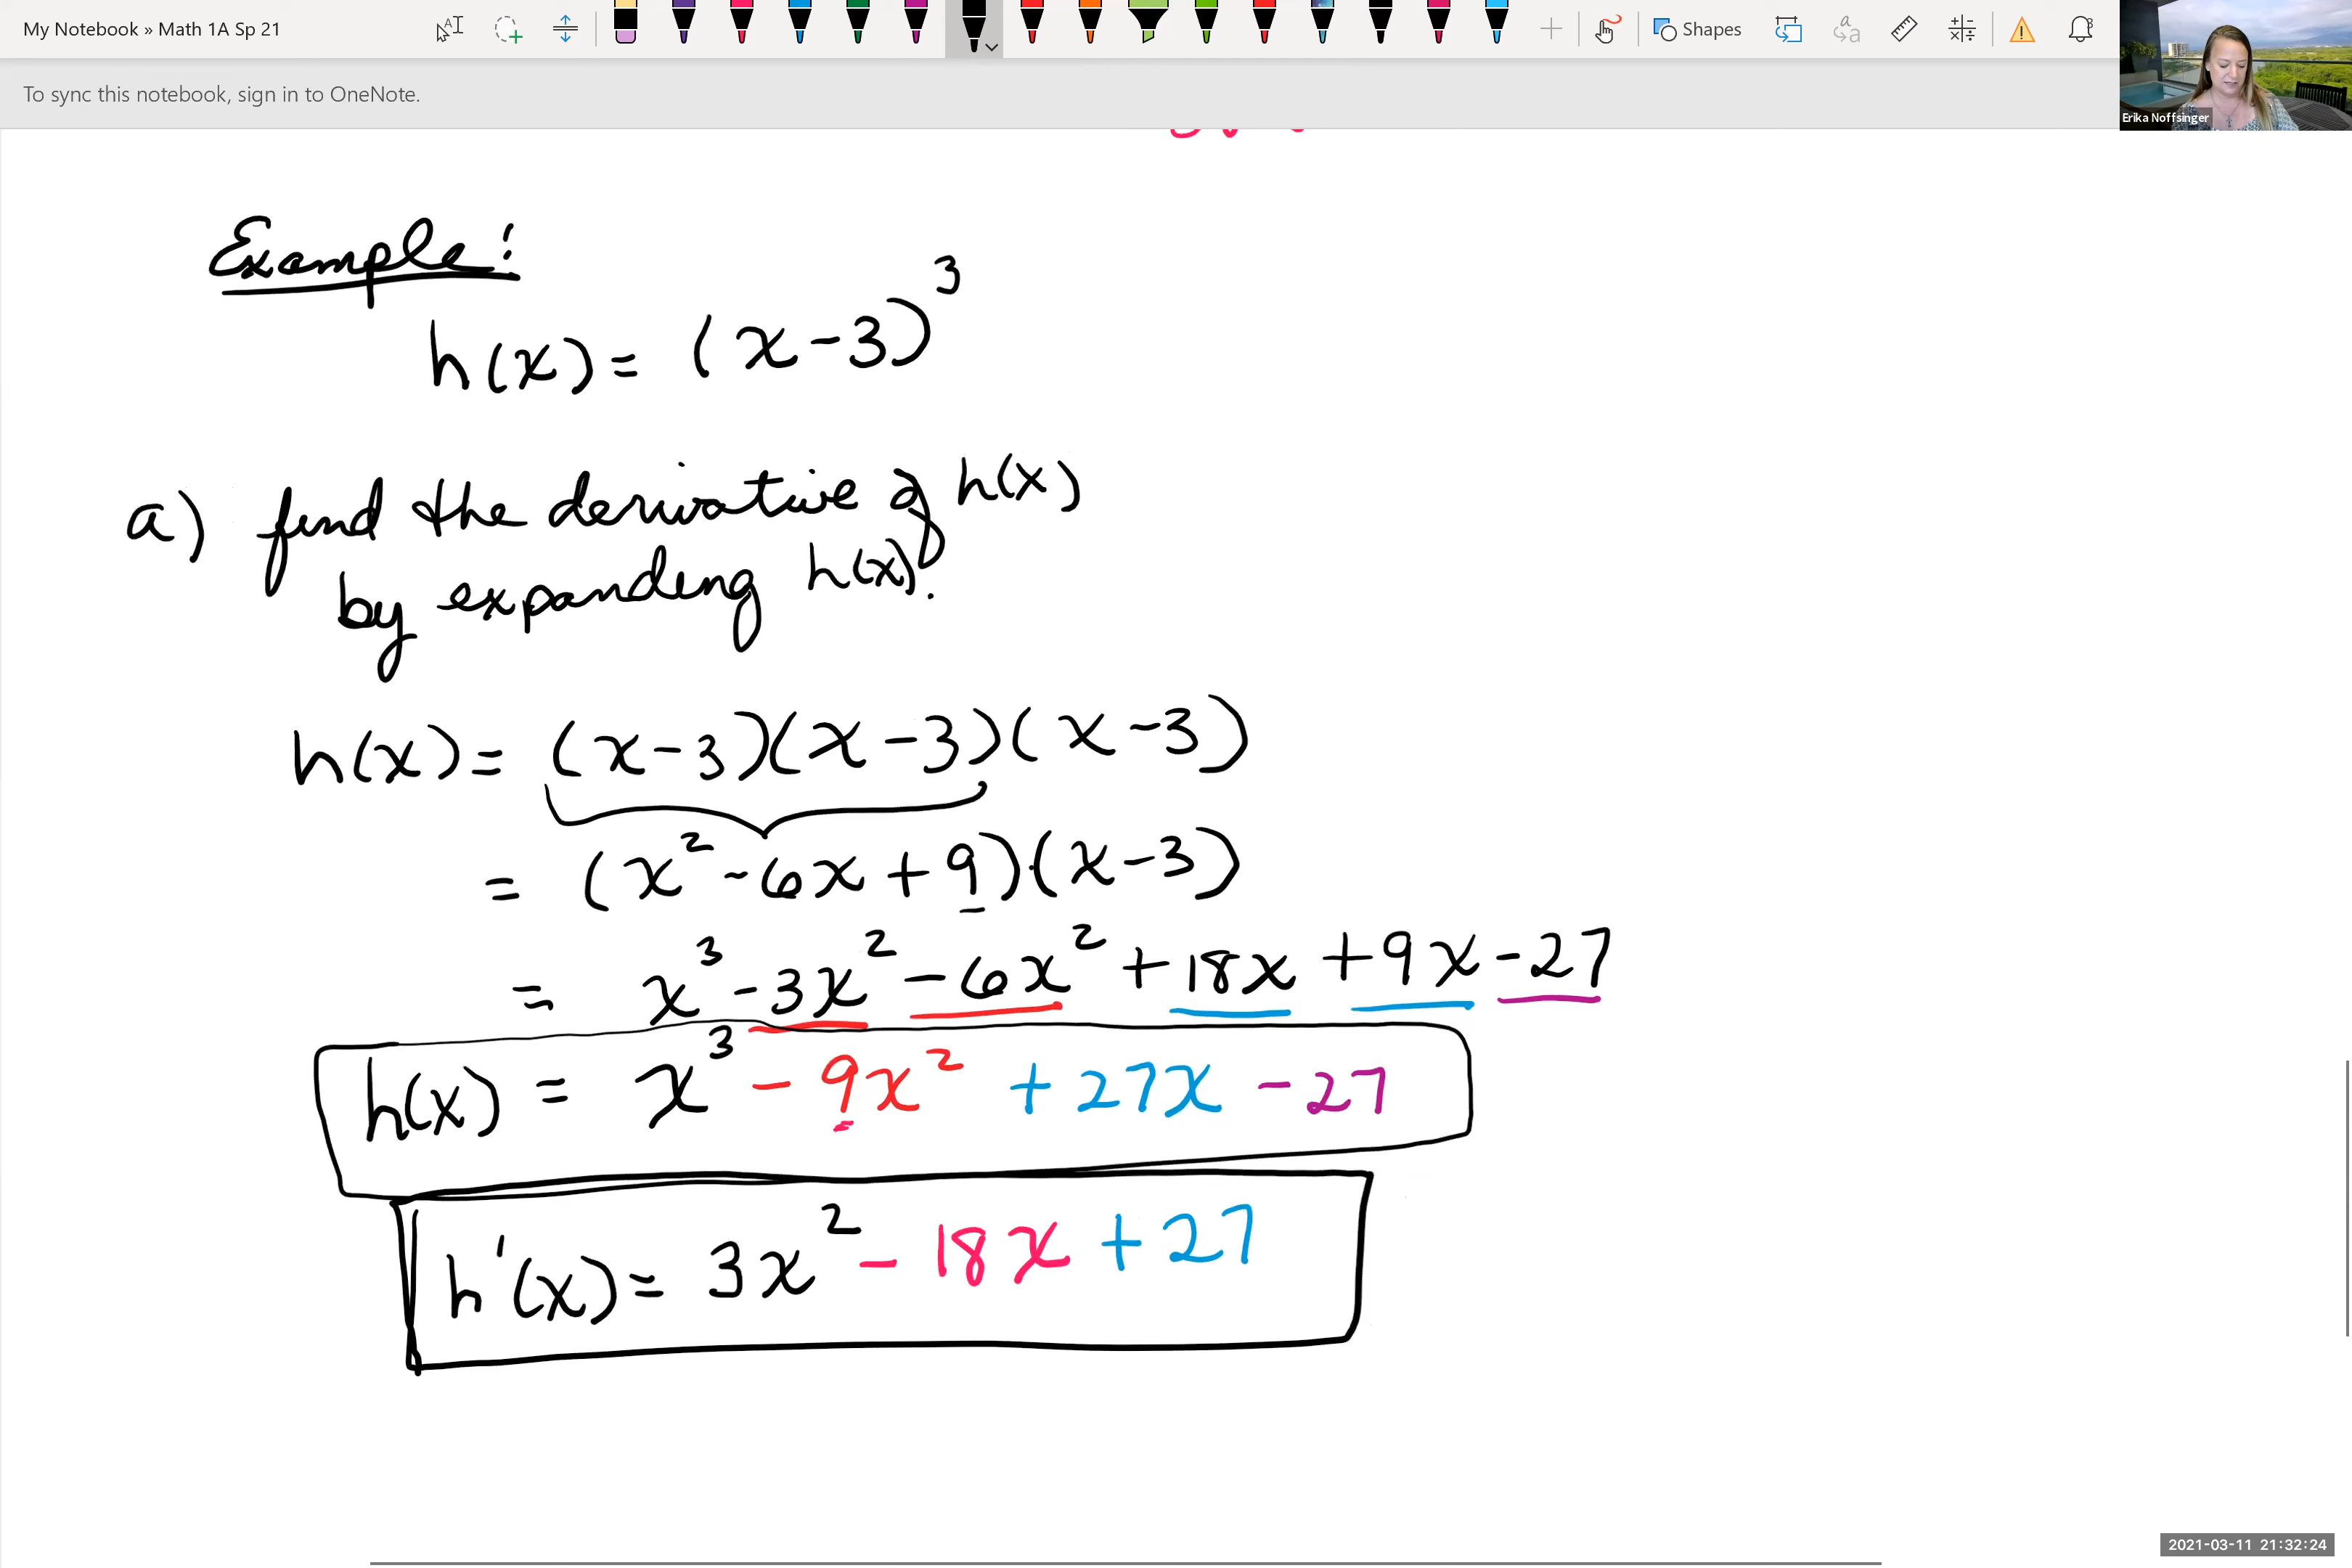 My Notebook » Math 1A Sp 21
Shapes
To sync this notebook, sign in to OneNote.
Erika Noffsinger
Example:
h(x) = (x-3)³
a) find the derivative of h(x)
by expanding h(x).
h(x) = (x-3)(x-3)(x-3)
= (x²-6x+9)(x-3)
= x³-3x²-6x²+18x+9x-27
h(x) = x³-9x²+27x-27
h'(x) = 3x²-18x+27
2021-03-11 21:32:24